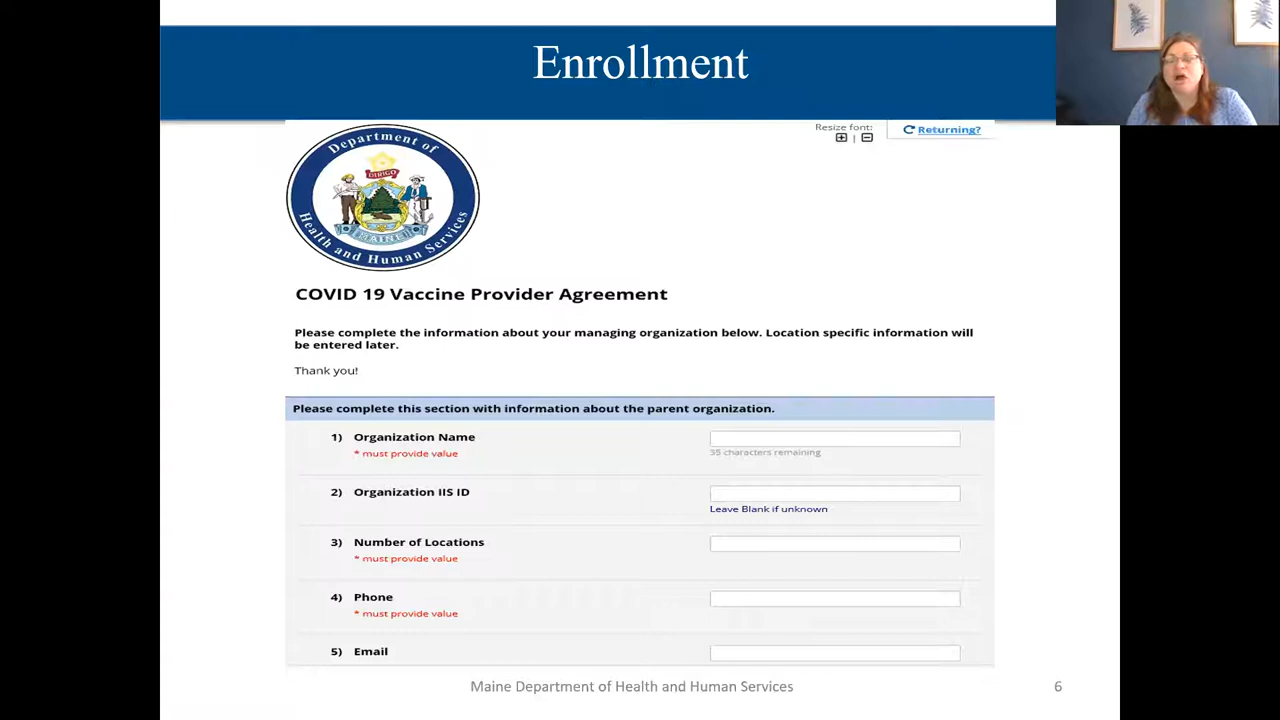 Enrollment
Resize font:
Returning?
Department of
DIRIGO
MAINE
Health and Human Services
COVID 19 Vaccine Provider Agreement
Please complete the information about your managing organization below. Location specific information will
be entered later.
Thank you!
Please complete this section with information about the parent organization.
1) Organization Name
* must provide value
35 characters remaining
2) Organization IIS ID
Leave Blank if unknown
3) Number of Locations
* must provide value
4) Phone
* must provide value
5) Email
Maine Department of Health and Human Services
6